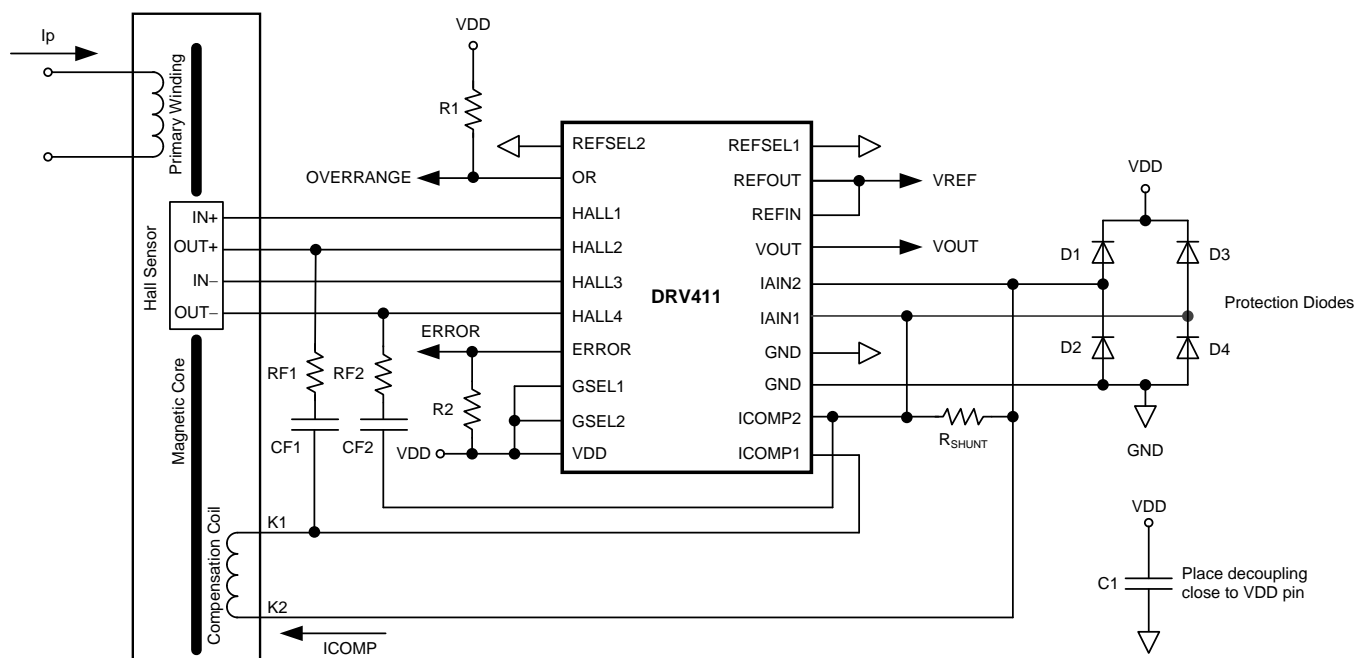 Ip
Primary Winding
Hall Sensor
IN+
OUT+
IN−
OUT−
Magnetic Core
Compensation Coil
K1
K2
ICOMP
RF1
RF2
CF1
CF2
VDD
R1
OVERRANGE
ERROR
R2
VDD
DRV411
REFSEL2
OR
HALL1
HALL2
HALL3
HALL4
ERROR
GSEL1
GSEL2
VDD
REFSEL1
REFOUT
REFIN
VOUT
IAIN2
IAIN1
GND
GND
ICOMP2
ICOMP1
VREF
VOUT
RSHUNT
VDD
D1
D3
D2
D4
Protection Diodes
GND
VDD
C1
Place decoupling
close to VDD pin